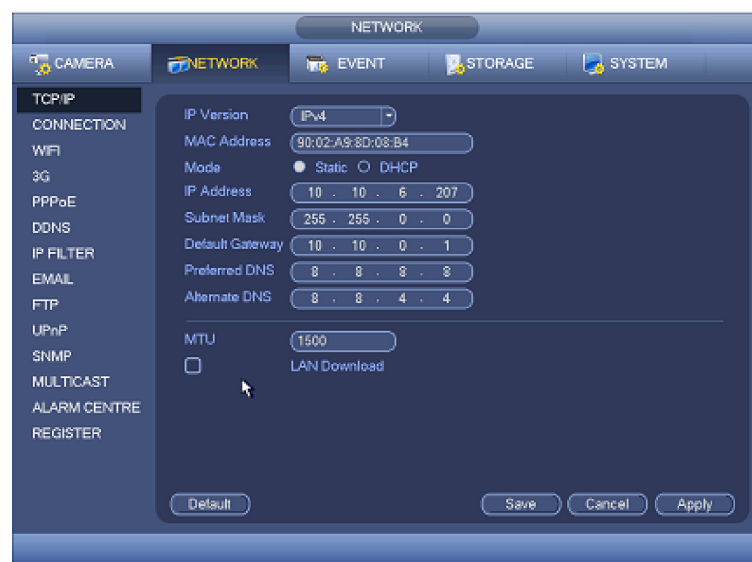 NETWORK
CAMERA NETWORK EVENT STORAGE SYSTEM
TCP/IP
CONNECTION
WIFI
3G
PPPoE
DDNS
IP FILTER
EMAIL
FTP
UPnP
SNMP
MULTICAST
ALARM CENTRE
REGISTER
IP Version IPv4
MAC Address 90:02:A9:8D:08:B4
Mode Static DHCP
IP Address 10 . 10 . 6 . 207
Subnet Mask 255 . 255 . 0 . 0
Default Gateway 10 . 10 . 0 . 1
Preferred DNS 8 . 8 . 8 . 8
Alternate DNS 8 . 8 . 4 . 4
MTU 1500
LAN Download
Default Save Cancel Apply